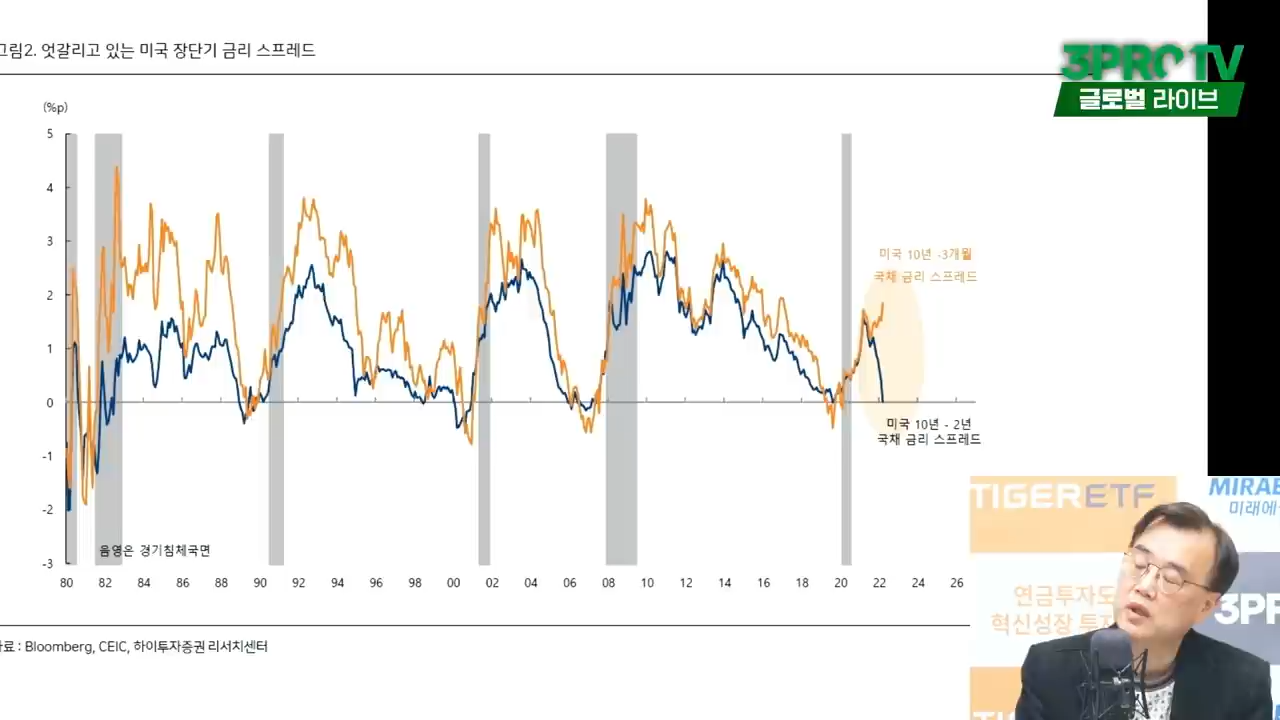 그림2. 엇갈리고 있는 미국 장단기 금리 스프레드
3PRO TV
글로벌 라이브
(%p)
5
4
3
2
1
0
-1
-2
-3
미국 10년 -3개월
국채 금리 스프레드
미국 10년 - 2년
국채 금리 스프레드
음영은 경기침체국면
80 82 84 86 88 90 92 94 96 98 00 02 04 06 08 10 12 14 16 18 20 22 24 26
자료 : Bloomberg, CEIC, 하이투자증권 리서치센터
TIGER ETF
MIRAE
미래에
연금투자도
혁신성장 투자
3PR
TI